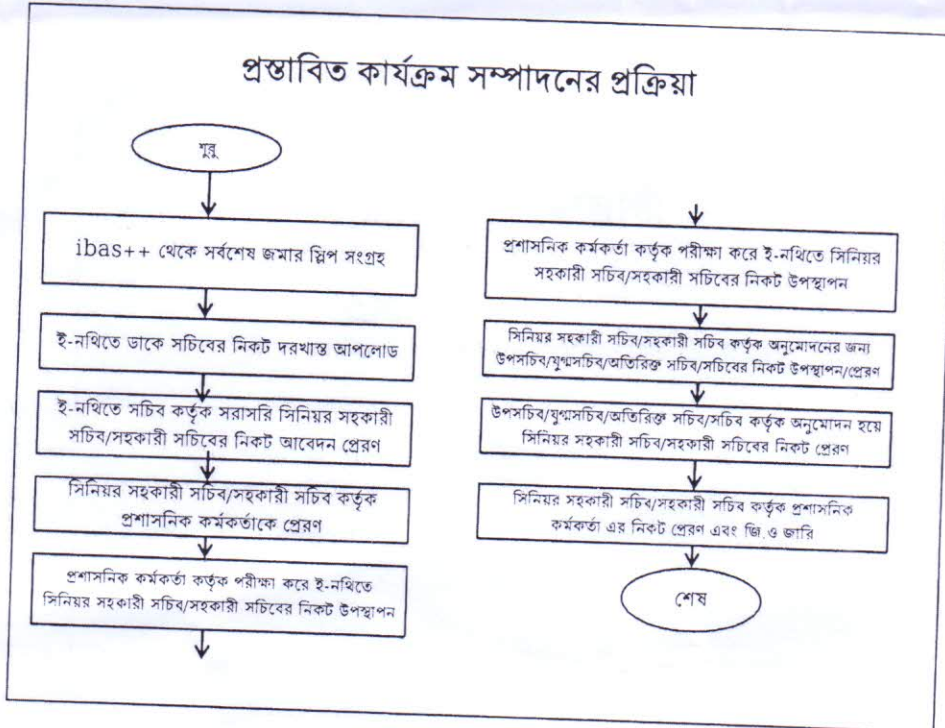 প্রস্তাবিত কার্যক্রম সম্পাদনের প্রক্রিয়া
শুরু
ibas++ থেকে সর্বশেষ জমার স্লিপ সংগ্রহ
ই-নথিতে ডাকে সচিবের নিকট দরখাস্ত আপলোড
ই-নথিতে সচিব কর্তৃক সরাসরি সিনিয়র সহকারী
সচিব/সহকারী সচিবের নিকট আবেদন প্রেরণ
সিনিয়র সহকারী সচিব/সহকারী সচিব কর্তৃক
প্রশাসনিক কর্মকর্তাকে প্রেরণ
প্রশাসনিক কর্মকর্তা কর্তৃক পরীক্ষা করে ই-নথিতে
সিনিয়র সহকারী সচিব/সহকারী সচিবের নিকট উপস্থাপন
প্রশাসনিক কর্মকর্তা কর্তৃক পরীক্ষা করে ই-নথিতে সিনিয়র
সহকারী সচিব/সহকারী সচিবের নিকট উপস্থাপন
সিনিয়র সহকারী সচিব/সহকারী সচিব কর্তৃক অনুমোদনের জন্য
উপসচিব/যুগ্মসচিব/অতিরিক্ত সচিব/সচিবের নিকট উপস্থাপন/প্রেরণ
উপসচিব/যুগ্মসচিব/অতিরিক্ত সচিব/সচিব কর্তৃক অনুমোদন হয়ে
সিনিয়র সহকারী সচিব/সহকারী সচিবের নিকট প্রেরণ
সিনিয়র সহকারী সচিব/সহকারী সচিব কর্তৃক প্রশাসনিক
কর্মকর্তা এর নিকট প্রেরণ এবং জি.ও জারি
শেষ